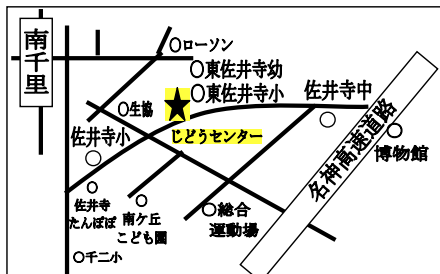 南千里
ローソン
東佐井寺幼
東佐井寺小
佐井寺中
生協
じどうセンター
佐井寺小
名神高速道路
博物館
佐井寺
たんぽぽ
南ケ丘
こども園
総合
運動場
千二小